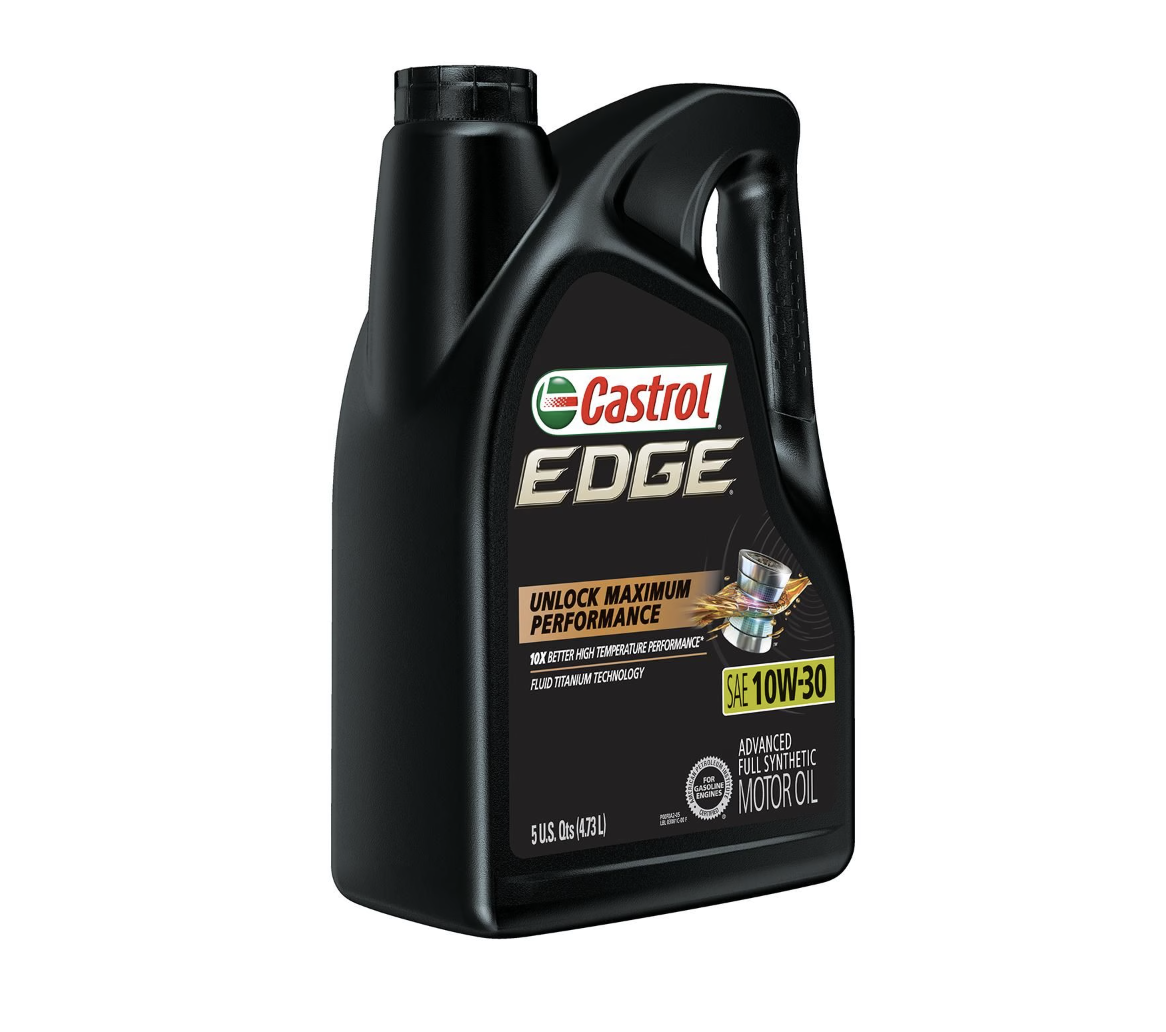 Castrol
EDGE
UNLOCK MAXIMUM
PERFORMANCE
10X BETTER HIGH TEMPERATURE PERFORMANCE*
FLUID TITANIUM TECHNOLOGY
SAE 10W-30
ADVANCED
FULL SYNTHETIC
MOTOR OIL
FOR
GASOLINE
ENGINES
CERTIFIED
5 U.S. Qts (4.73 L)